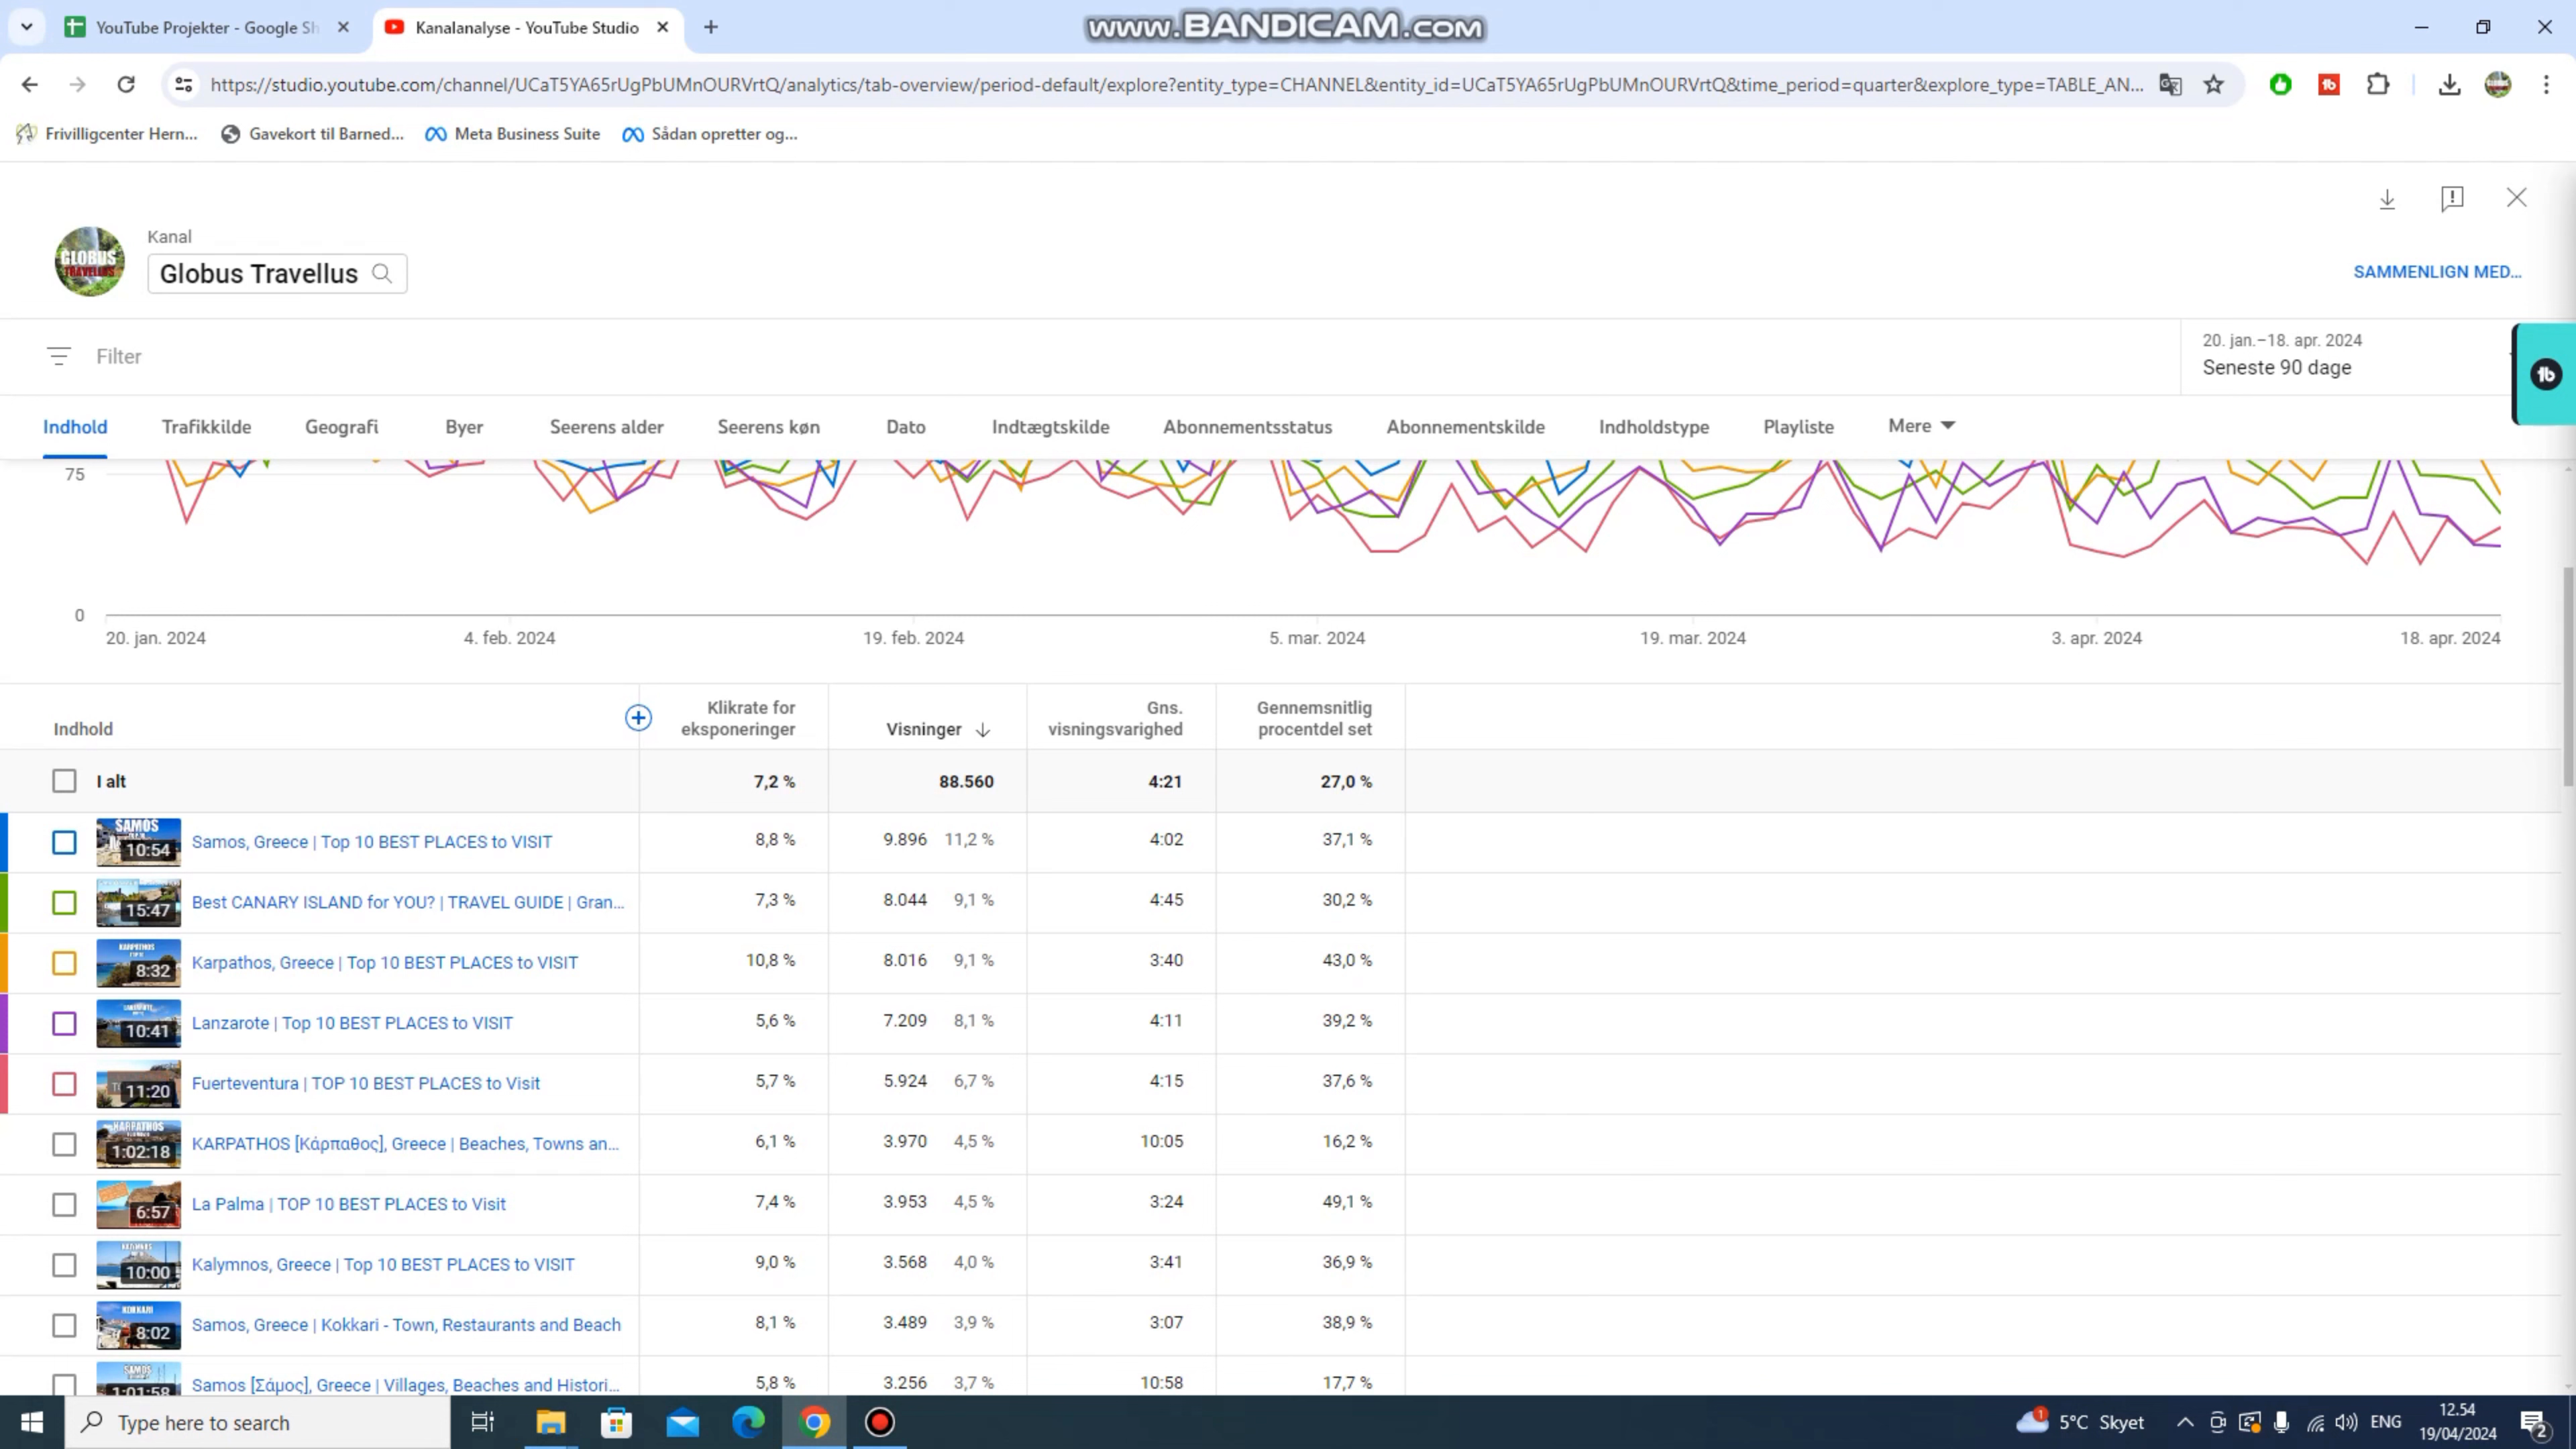 YouTube Projekter - Google Sh
Kanalanalyse - YouTube Studio
www.BANDICAM.com
https://studio.youtube.com/channel/UCaT5YA65rUgPbUMnOURVrtQ/analytics/tab-overview/period-default/explore?entity_type=CHANNEL&entity_id=UCaT5YA65rUgPbUMnOURVrtQ&time_period=quarter&explore_type=TABLE_AN...
Frivilligcenter Hern...
Gavekort til Barned...
Meta Business Suite
Sådan opretter og...
GLOBUS
TRAVELLUS
Kanal
Globus Travellus
SAMMENLIGN MED...
Filter
20. jan.–18. apr. 2024
Seneste 90 dage
Indhold Trafikkilde Geografi Byer Seerens alder Seerens køn Dato Indtægtskilde Abonnementsstatus Abonnementskilde Indholdstype Playliste Mere
75
0
20. jan. 2024 4. feb. 2024 19. feb. 2024 5. mar. 2024 19. mar. 2024 3. apr. 2024 18. apr. 2024
Indhold
Klikrate for eksponeringer
Visninger
Gns. visningsvarighed
Gennemsnitlig procentdel set
I alt 7,2 % 88.560 4:21 27,0 %
SAMOS 10:54 Samos, Greece | Top 10 BEST PLACES to VISIT 8,8 % 9.896 11,2 % 4:02 37,1 %
15:47 Best CANARY ISLAND for YOU? | TRAVEL GUIDE | Gran... 7,3 % 8.044 9,1 % 4:45 30,2 %
KARPATHOS 8:32 Karpathos, Greece | Top 10 BEST PLACES to VISIT 10,8 % 8.016 9,1 % 3:40 43,0 %
LANZAROTE 10:41 Lanzarote | Top 10 BEST PLACES to VISIT 5,6 % 7.209 8,1 % 4:11 39,2 %
11:20 Fuerteventura | TOP 10 BEST PLACES to Visit 5,7 % 5.924 6,7 % 4:15 37,6 %
KARPATHOS 1:02:18 KARPATHOS [Κάρπαθος], Greece | Beaches, Towns an... 6,1 % 3.970 4,5 % 10:05 16,2 %
6:57 La Palma | TOP 10 BEST PLACES to Visit 7,4 % 3.953 4,5 % 3:24 49,1 %
KALYMNOS 10:00 Kalymnos, Greece | Top 10 BEST PLACES to VISIT 9,0 % 3.568 4,0 % 3:41 36,9 %
KOKKARI 8:02 Samos, Greece | Kokkari - Town, Restaurants and Beach 8,1 % 3.489 3,9 % 3:07 38,9 %
SAMOS 1:01:58 Samos [Σάμος], Greece | Villages, Beaches and Histori... 5,8 % 3.256 3,7 % 10:58 17,7 %
Type here to search
1
5°C Skyet
ENG
12.54
19/04/2024
2